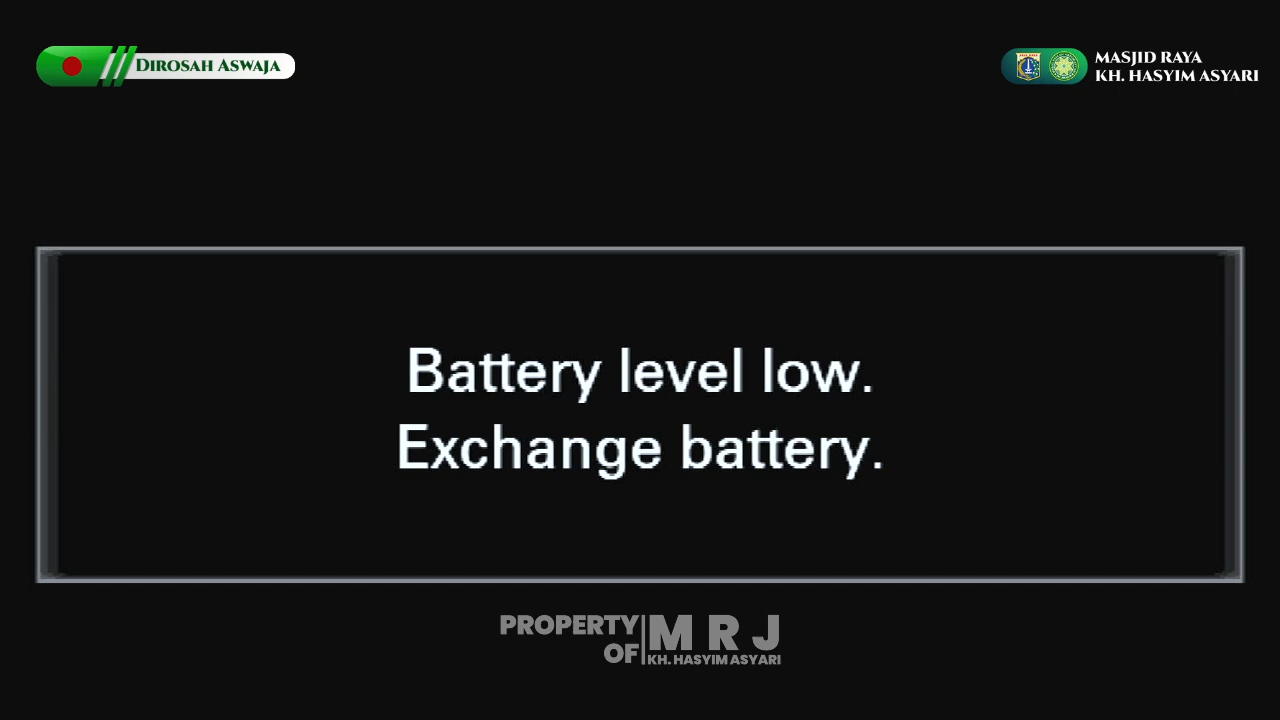 DIROSAH ASWAJA
MASJID RAYA
KH. HASYIM ASYARI
Battery level low.
Exchange battery.
PROPERTY OF
M R J
KH. HASYIM ASYARI